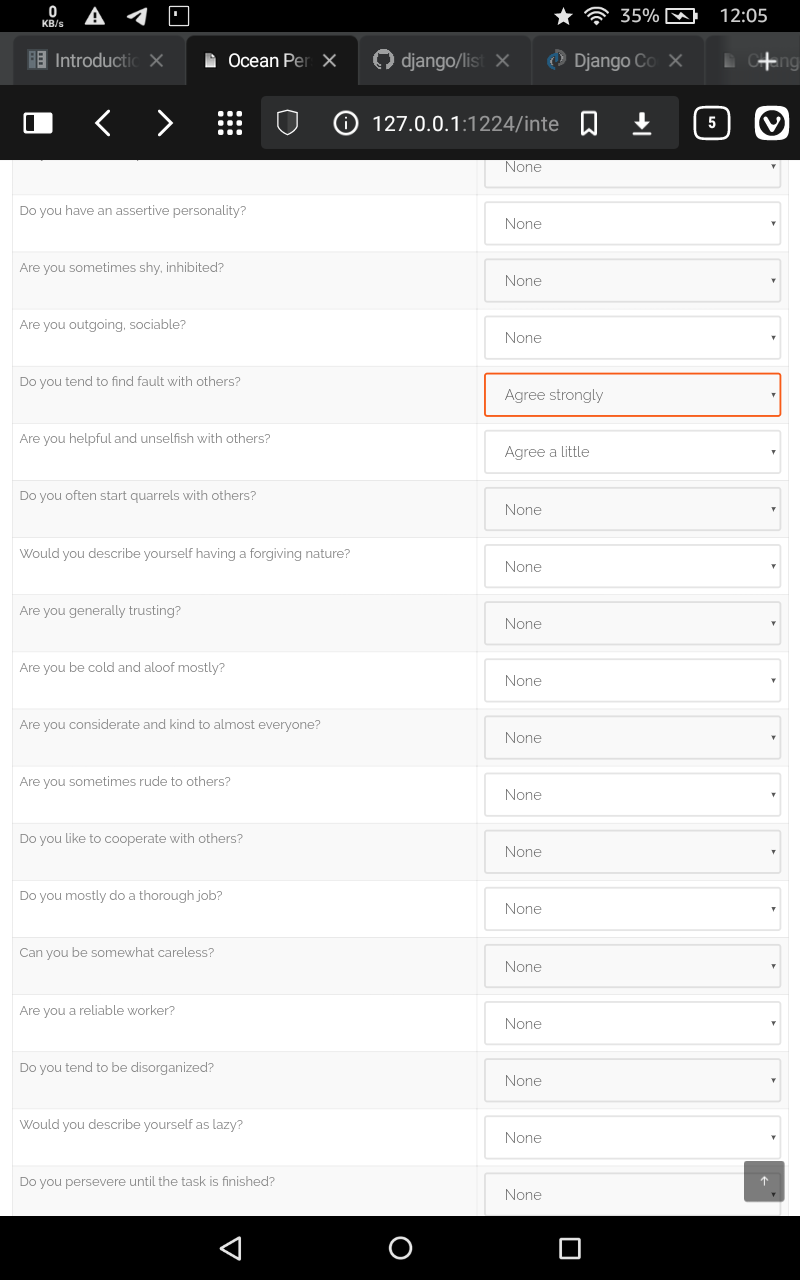 0
KB/s
35%
12:05
Introductic
Ocean Per
django/list
Django Co
127.0.0.1:1224/inte
5
None
Do you have an assertive personality?
None
Are you sometimes shy, inhibited?
None
Are you outgoing, sociable?
None
Do you tend to find fault with others?
Agree strongly
Are you helpful and unselfish with others?
Agree a little
Do you often start quarrels with others?
None
Would you describe yourself having a forgiving nature?
None
Are you generally trusting?
None
Are you be cold and aloof mostly?
None
Are you considerate and kind to almost everyone?
None
Are you sometimes rude to others?
None
Do you like to cooperate with others?
None
Do you mostly do a thorough job?
None
Can you be somewhat careless?
None
Are you a reliable worker?
None
Do you tend to be disorganized?
None
Would you describe yourself as lazy?
None
Do you persevere until the task is finished?
None